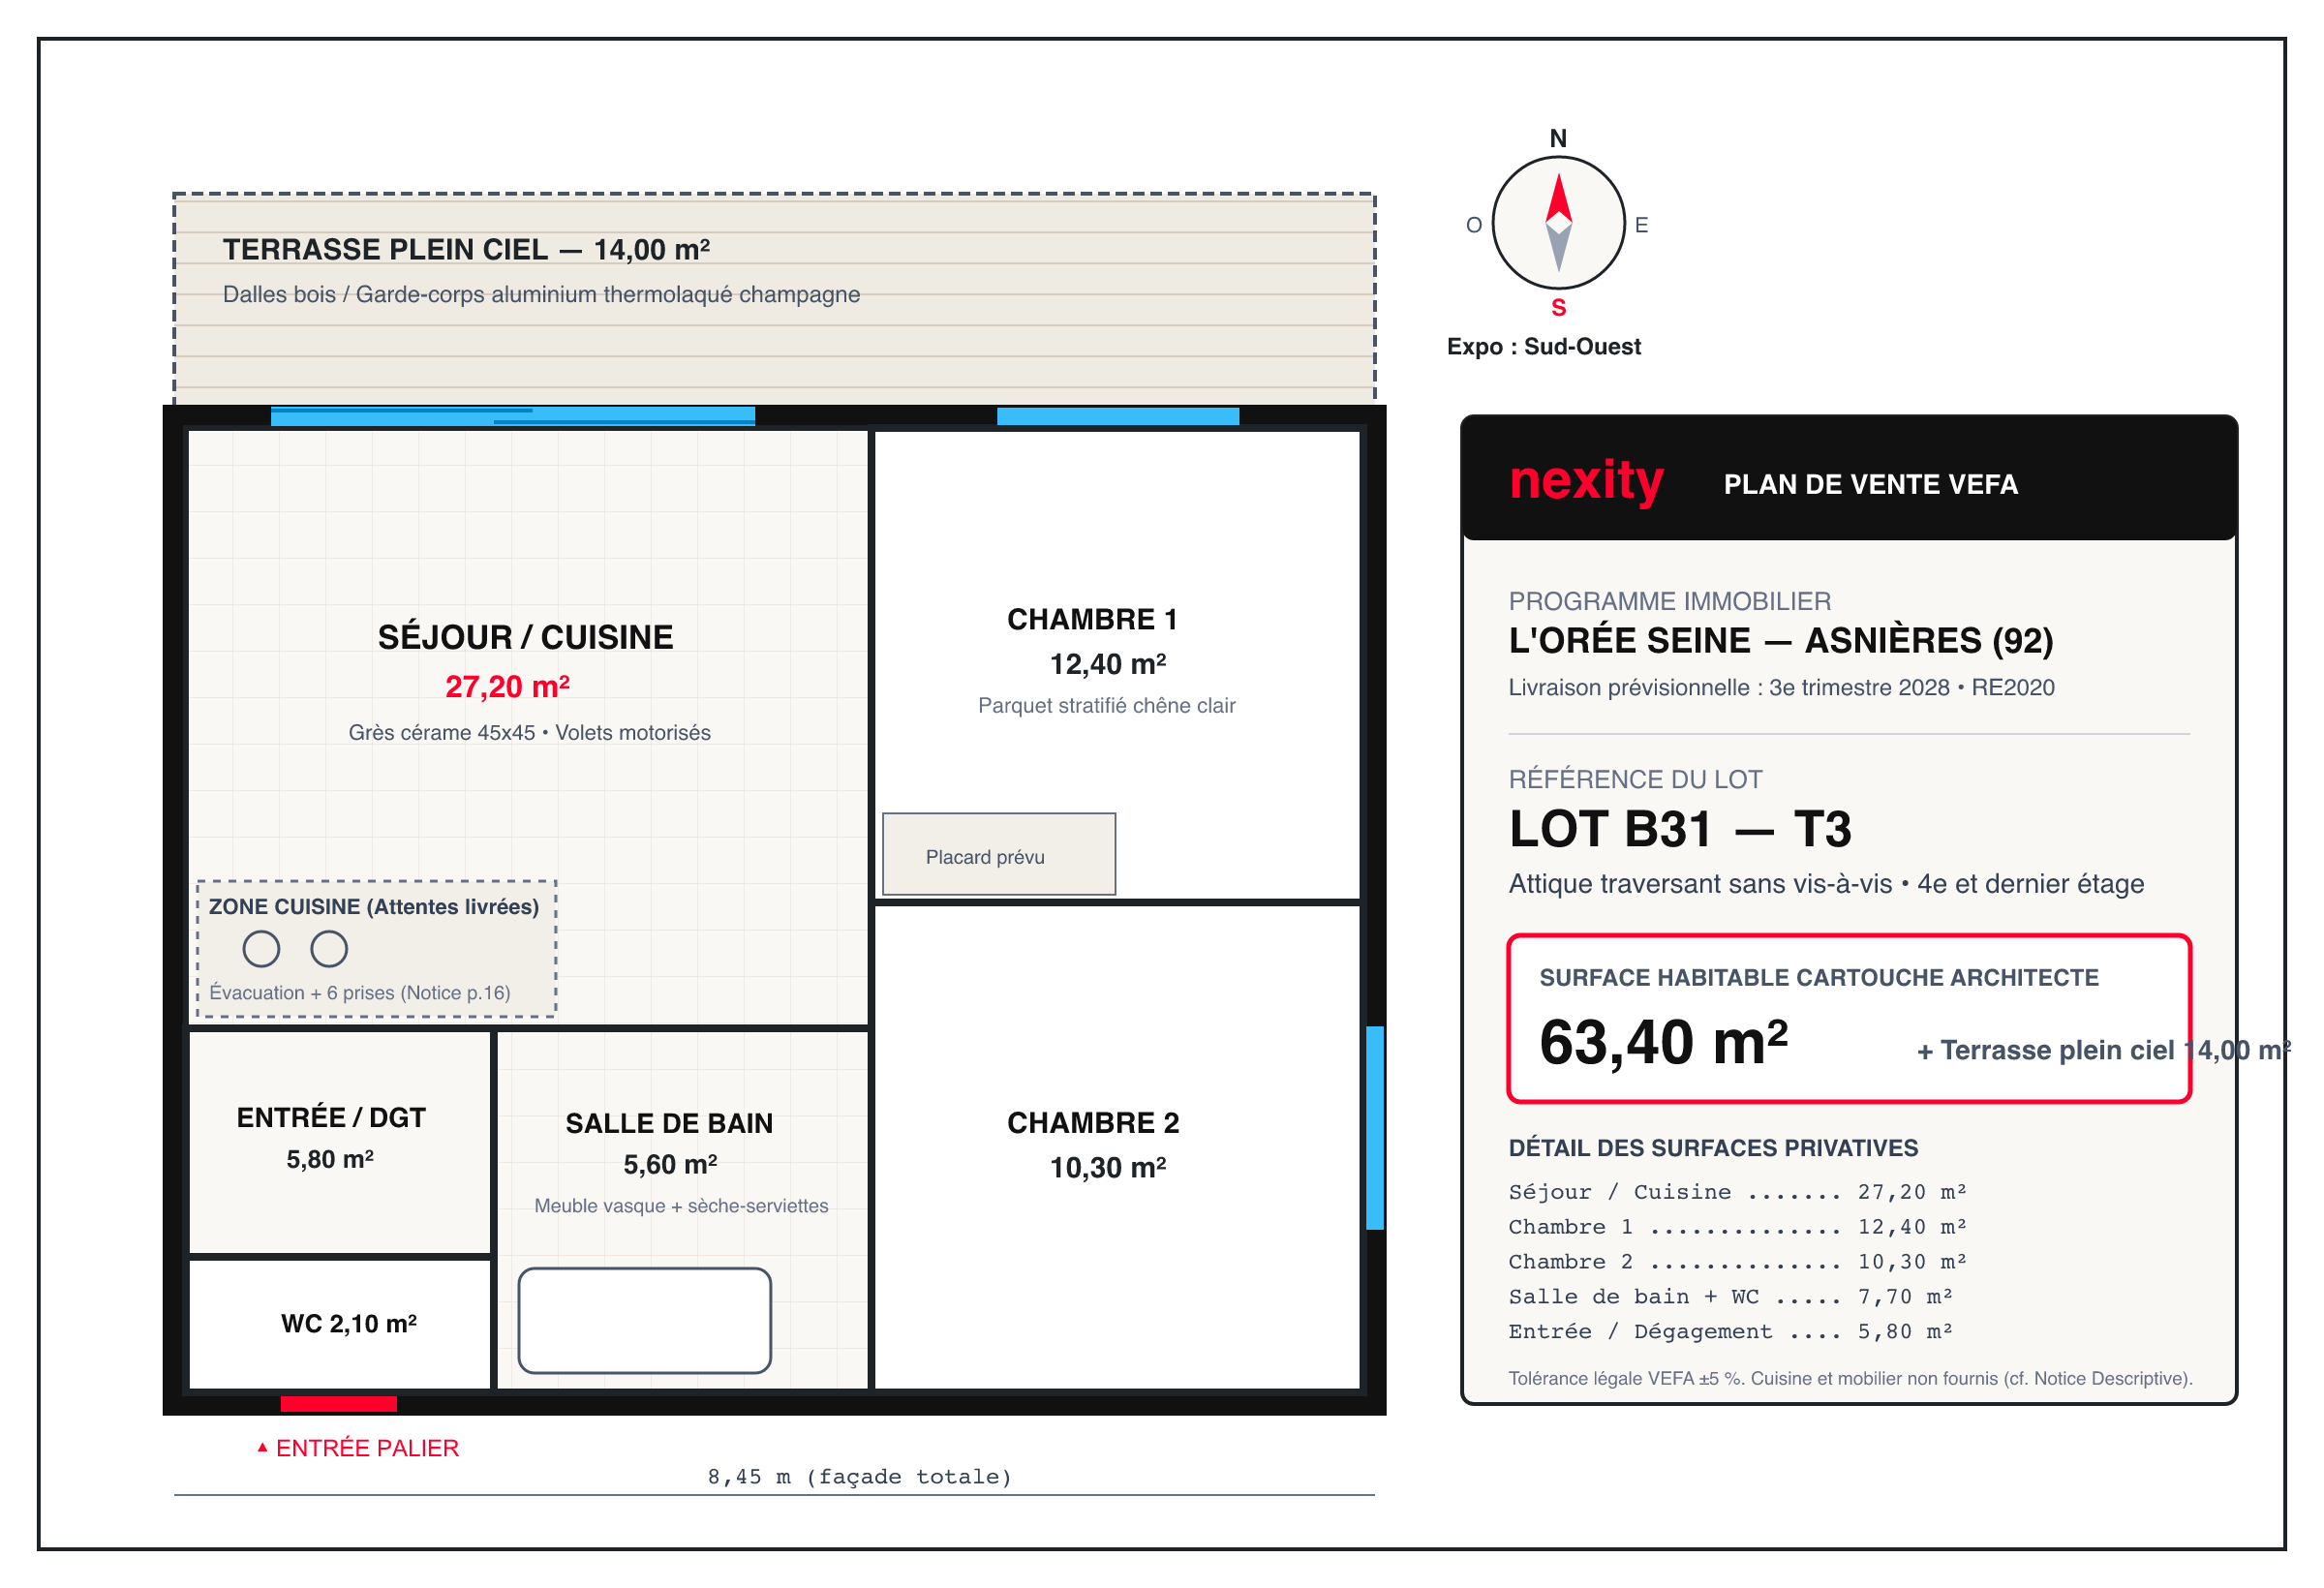 N
O
E
S
Expo : Sud-Ouest
TERRASSE PLEIN CIEL — 14,00 m²
Dalles bois / Garde-corps aluminium thermolaqué champagne
SÉJOUR / CUISINE
27,20 m²
Grès cérame 45x45 • Volets motorisés
CHAMBRE 1
12,40 m²
Parquet stratifié chêne clair
Placard prévu
ZONE CUISINE (Attentes livrées)
Évacuation + 6 prises (Notice p.16)
ENTRÉE / DGT
5,80 m²
SALLE DE BAIN
5,60 m²
Meuble vasque + sèche-serviettes
CHAMBRE 2
10,30 m²
WC 2,10 m²
▲ ENTRÉE PALIER
8,45 m (façade totale)
nexity
PLAN DE VENTE VEFA
PROGRAMME IMMOBILIER
L'ORÉE SEINE — ASNIÈRES (92)
Livraison prévisionnelle : 3e trimestre 2028 • RE2020
RÉFÉRENCE DU LOT
LOT B31 — T3
Attique traversant sans vis-à-vis • 4e et dernier étage
SURFACE HABITABLE CARTOUCHE ARCHITECTE
63,40 m²
+ Terrasse plein ciel 14,00 m²
DÉTAIL DES SURFACES PRIVATIVES
Séjour / Cuisine ....... 27,20 m²
Chambre 1 .............. 12,40 m²
Chambre 2 .............. 10,30 m²
Salle de bain + WC ..... 7,70 m²
Entrée / Dégagement .... 5,80 m²
Tolérance légale VEFA ±5 %. Cuisine et mobilier non fournis (cf. Notice Descriptive).